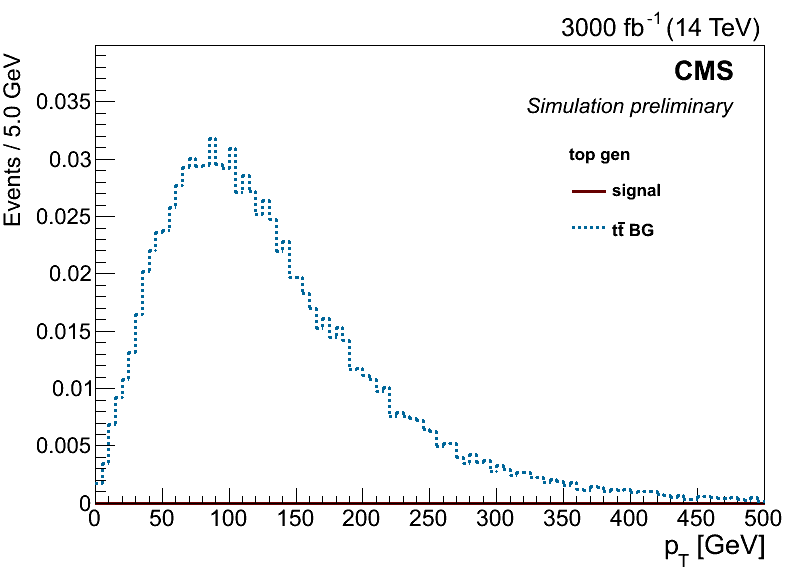 3000 fb⁻¹ (14 TeV)
CMS
Simulation preliminary
top gen
signal
tt̄ BG
Events / 5.0 GeV
0.035
0.03
0.025
0.02
0.015
0.01
0.005
0
0 50 100 150 200 250 300 350 400 450 500
p_T [GeV]